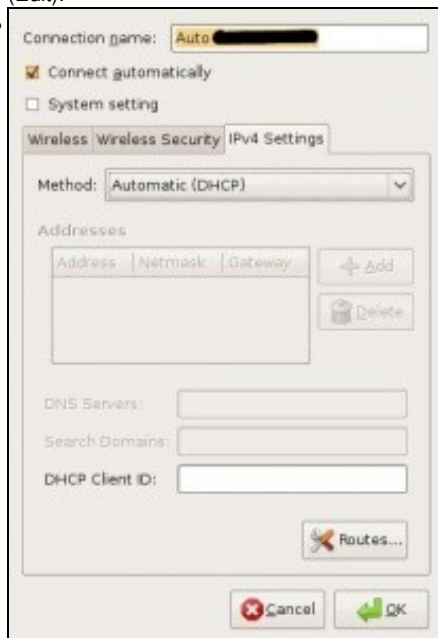 (Edit).
Connection name: Auto
Connect automatically
System setting
Wireless Wireless Security IPv4 Settings
Method: Automatic (DHCP)
Addresses
Address Netmask Gateway
Add
Delete
DNS Servers:
Search Domains:
DHCP Client ID:
Routes...
Cancel OK